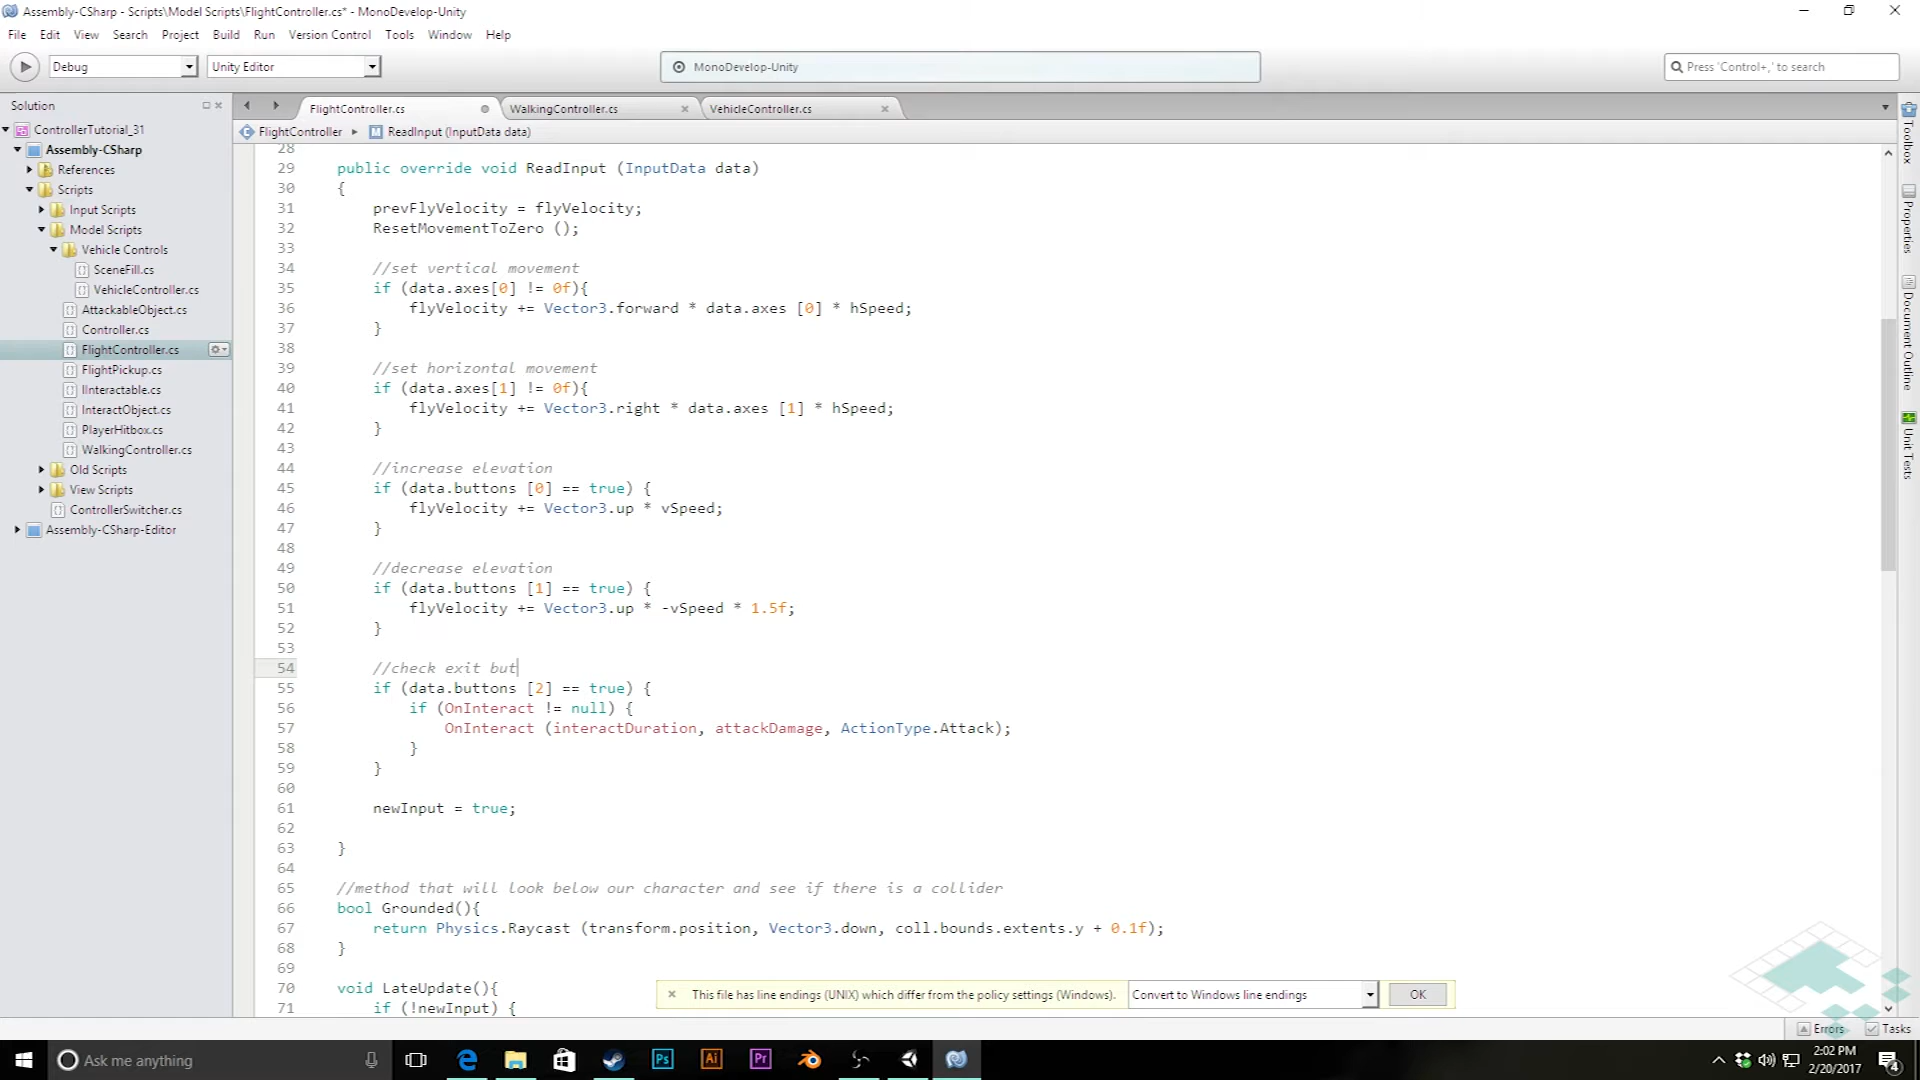 Assembly-CSharp - Scripts\Model Scripts\FlightController.cs* - MonoDevelop-Unity
File Edit View Search Project Build Run Version Control Tools Window Help
Debug Unity Editor MonoDevelop-Unity Press 'Control+,' to search
Solution
ControllerTutorial_31
Assembly-CSharp
References
Scripts
Input Scripts
Model Scripts
Vehicle Controls
SceneFill.cs
VehicleController.cs
AttackableObject.cs
Controller.cs
FlightController.cs
FlightPickup.cs
IInteractable.cs
InteractObject.cs
PlayerHitbox.cs
WalkingController.cs
Old Scripts
View Scripts
ControllerSwitcher.cs
Assembly-CSharp-Editor
FlightController.cs WalkingController.cs VehicleController.cs
FlightController ReadInput (InputData data)
28
29 public override void ReadInput (InputData data)
30 {
31 prevFlyVelocity = flyVelocity;
32 ResetMovementToZero ();
33
34 //set vertical movement
35 if (data.axes[0] != 0f){
36 flyVelocity += Vector3.forward * data.axes [0] * hSpeed;
37 }
38
39 //set horizontal movement
40 if (data.axes[1] != 0f){
41 flyVelocity += Vector3.right * data.axes [1] * hSpeed;
42 }
43
44 //increase elevation
45 if (data.buttons [0] == true) {
46 flyVelocity += Vector3.up * vSpeed;
47 }
48
49 //decrease elevation
50 if (data.buttons [1] == true) {
51 flyVelocity += Vector3.up * -vSpeed * 1.5f;
52 }
53
54 //check exit but
55 if (data.buttons [2] == true) {
56 if (OnInteract != null) {
57 OnInteract (interactDuration, attackDamage, ActionType.Attack);
58 }
59 }
60
61 newInput = true;
62
63 }
64
65 //method that will look below our character and see if there is a collider
66 bool Grounded(){
67 return Physics.Raycast (transform.position, Vector3.down, coll.bounds.extents.y + 0.1f);
68 }
69
70 void LateUpdate(){
71 if (!newInput) {
This file has line endings (UNIX) which differ from the policy settings (Windows). Convert to Windows line endings OK
Toolbox
Properties
Document Outline
Unit Tests
Errors Tasks
Ask me anything
Ps Ai Pr
2:02 PM
2/20/2017
4